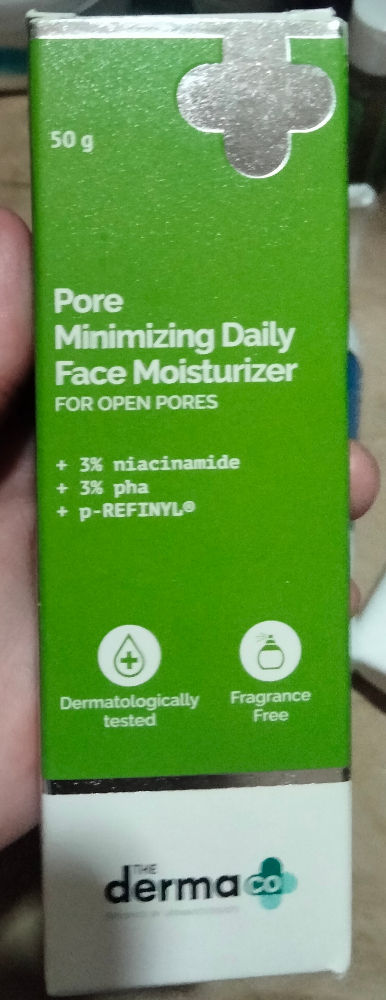 50 g
Pore
Minimizing Daily
Face Moisturizer
FOR OPEN PORES
+ 3% niacinamide
+ 3% pha
+ p-REFINYL®
Dermatologically
tested
Fragrance
Free
THE
derma co